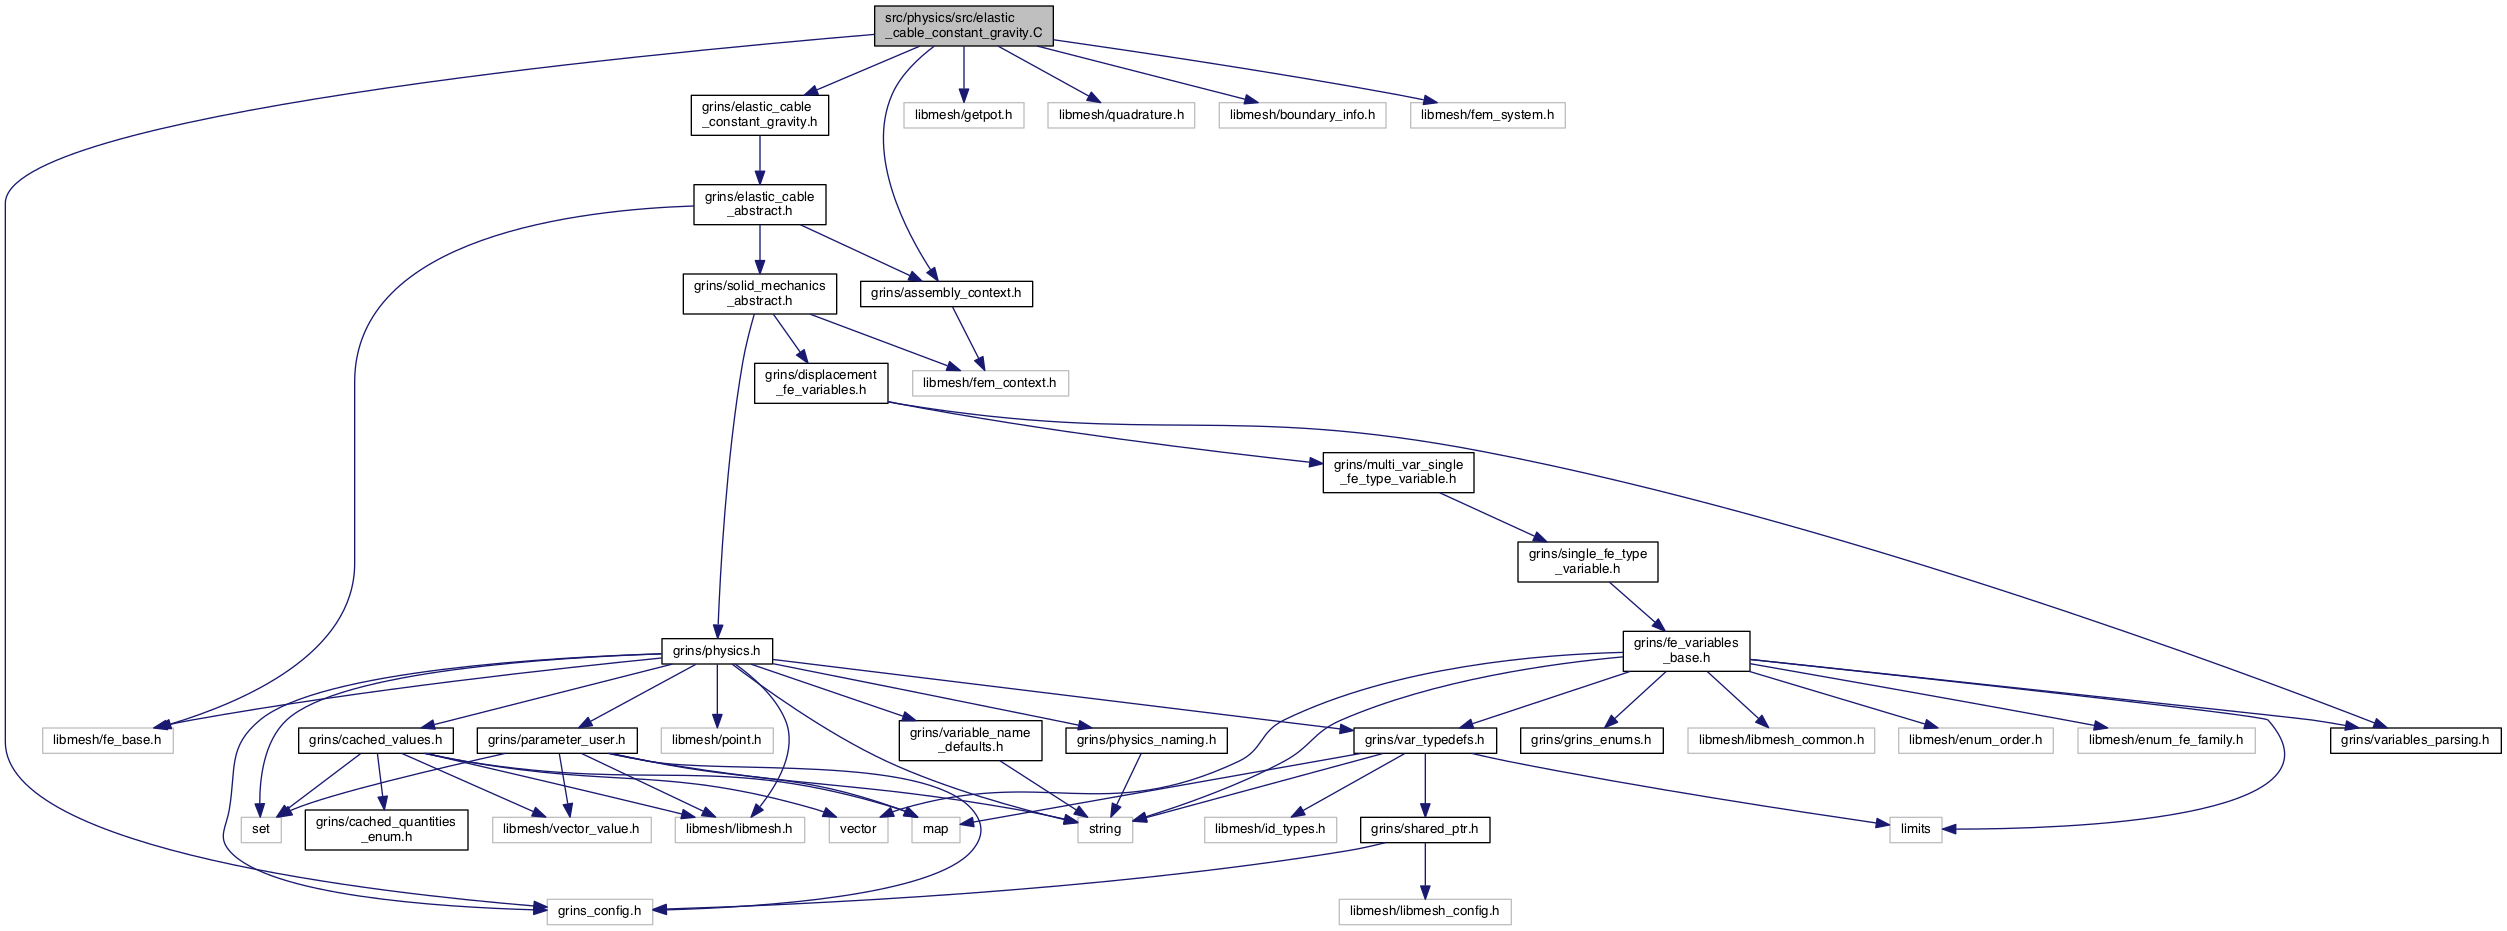 src/physics/src/elastic
_cable_constant_gravity.C
grins/elastic_cable
_constant_gravity.h
libmesh/getpot.h
libmesh/quadrature.h
libmesh/boundary_info.h
libmesh/fem_system.h
grins/elastic_cable
_abstract.h
grins/solid_mechanics
_abstract.h
grins/assembly_context.h
grins/displacement
_fe_variables.h
libmesh/fem_context.h
grins/multi_var_single
_fe_type_variable.h
grins/single_fe_type
_variable.h
grins/physics.h
grins/fe_variables
_base.h
libmesh/fe_base.h
grins/cached_values.h
grins/parameter_user.h
libmesh/point.h
grins/variable_name
_defaults.h
grins/physics_naming.h
grins/var_typedefs.h
grins/grins_enums.h
libmesh/libmesh_common.h
libmesh/enum_order.h
libmesh/enum_fe_family.h
grins/variables_parsing.h
set
grins/cached_quantities
_enum.h
libmesh/vector_value.h
libmesh/libmesh.h
vector
map
string
libmesh/id_types.h
grins/shared_ptr.h
limits
grins_config.h
libmesh/libmesh_config.h